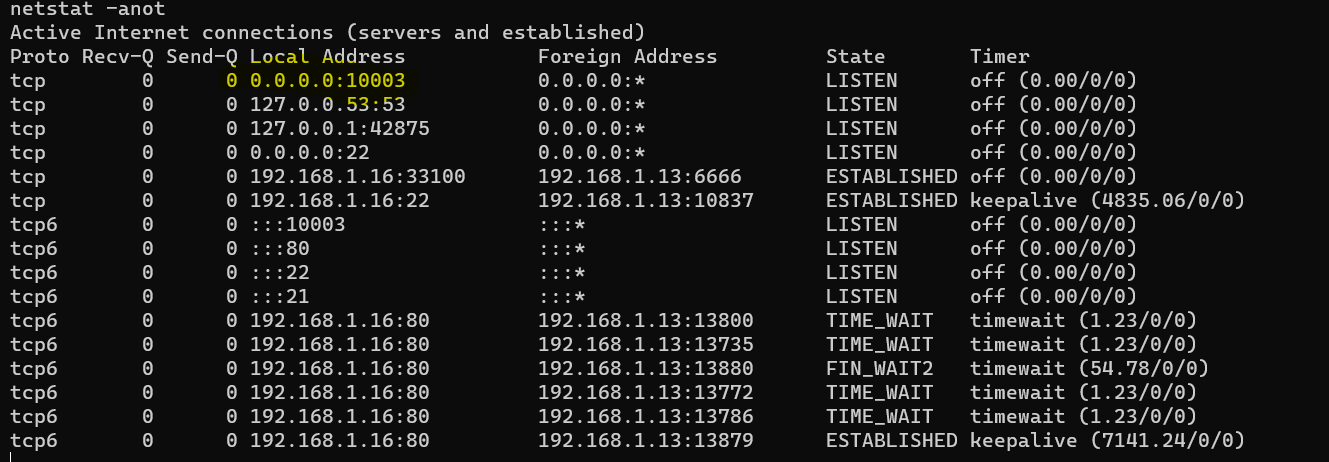 netstat -anot
Active Internet connections (servers and established)
Proto Recv-Q Send-Q Local Address           Foreign Address         State       Timer
tcp        0      0 0.0.0.0:10003           0.0.0.0:*               LISTEN      off (0.00/0/0)
tcp        0      0 127.0.0.53:53           0.0.0.0:*               LISTEN      off (0.00/0/0)
tcp        0      0 127.0.0.1:42875         0.0.0.0:*               LISTEN      off (0.00/0/0)
tcp        0      0 0.0.0.0:22              0.0.0.0:*               LISTEN      off (0.00/0/0)
tcp        0      0 192.168.1.16:33100      192.168.1.13:6666       ESTABLISHED off (0.00/0/0)
tcp        0      0 192.168.1.16:22         192.168.1.13:10837      ESTABLISHED keepalive (4835.06/0/0)
tcp6       0      0 :::10003                :::*                    LISTEN      off (0.00/0/0)
tcp6       0      0 :::80                   :::*                    LISTEN      off (0.00/0/0)
tcp6       0      0 :::22                   :::*                    LISTEN      off (0.00/0/0)
tcp6       0      0 :::21                   :::*                    LISTEN      off (0.00/0/0)
tcp6       0      0 192.168.1.16:80         192.168.1.13:13800      TIME_WAIT   timewait (1.23/0/0)
tcp6       0      0 192.168.1.16:80         192.168.1.13:13735      TIME_WAIT   timewait (1.23/0/0)
tcp6       0      0 192.168.1.16:80         192.168.1.13:13880      FIN_WAIT2   timewait (54.78/0/0)
tcp6       0      0 192.168.1.16:80         192.168.1.13:13772      TIME_WAIT   timewait (1.23/0/0)
tcp6       0      0 192.168.1.16:80         192.168.1.13:13786      TIME_WAIT   timewait (1.23/0/0)
tcp6       0      0 192.168.1.16:80         192.168.1.13:13879      ESTABLISHED keepalive (7141.24/0/0)